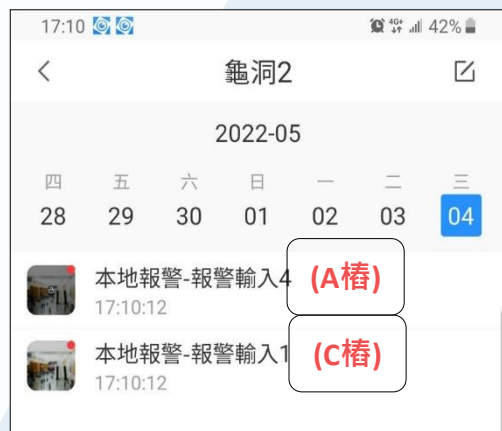 17:10 4G+ 42%
龜洞2
2022-05
四 五 六 日 一 二 三
28 29 30 01 02 03 04
本地報警-報警輸入4 (A樁)
17:10:12
本地報警-報警輸入1 (C樁)
17:10:12